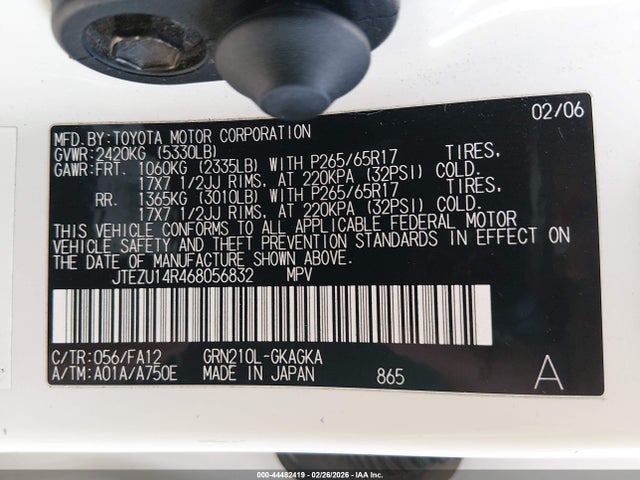 02/06
MFD.BY:TOYOTA MOTOR CORPORATION
GVWR:2420KG (5330LB)
GAWR:FRT. 1060KG (2335LB) WITH P265/65R17 TIRES,
17X7 1/2JJ RIMS, AT 220KPA (32PSI) COLD.
RR. 1365KG (3010LB) WITH P265/65R17 TIRES,
17X7 1/2JJ RIMS, AT 220KPA (32PSI) COLD.
THIS VEHICLE CONFORMS TO ALL APPLICABLE FEDERAL MOTOR
VEHICLE SAFETY AND THEFT PREVENTION STANDARDS IN EFFECT ON
THE DATE OF MANUFACTURE SHOWN ABOVE.
JTEZU14R468056832 MPV
C/TR:056/FA12 GRN210L-GKAGKA
A/TM:A01A/A750E MADE IN JAPAN 865 A
000-44482419 - 02/26/2026 - IAA Inc.